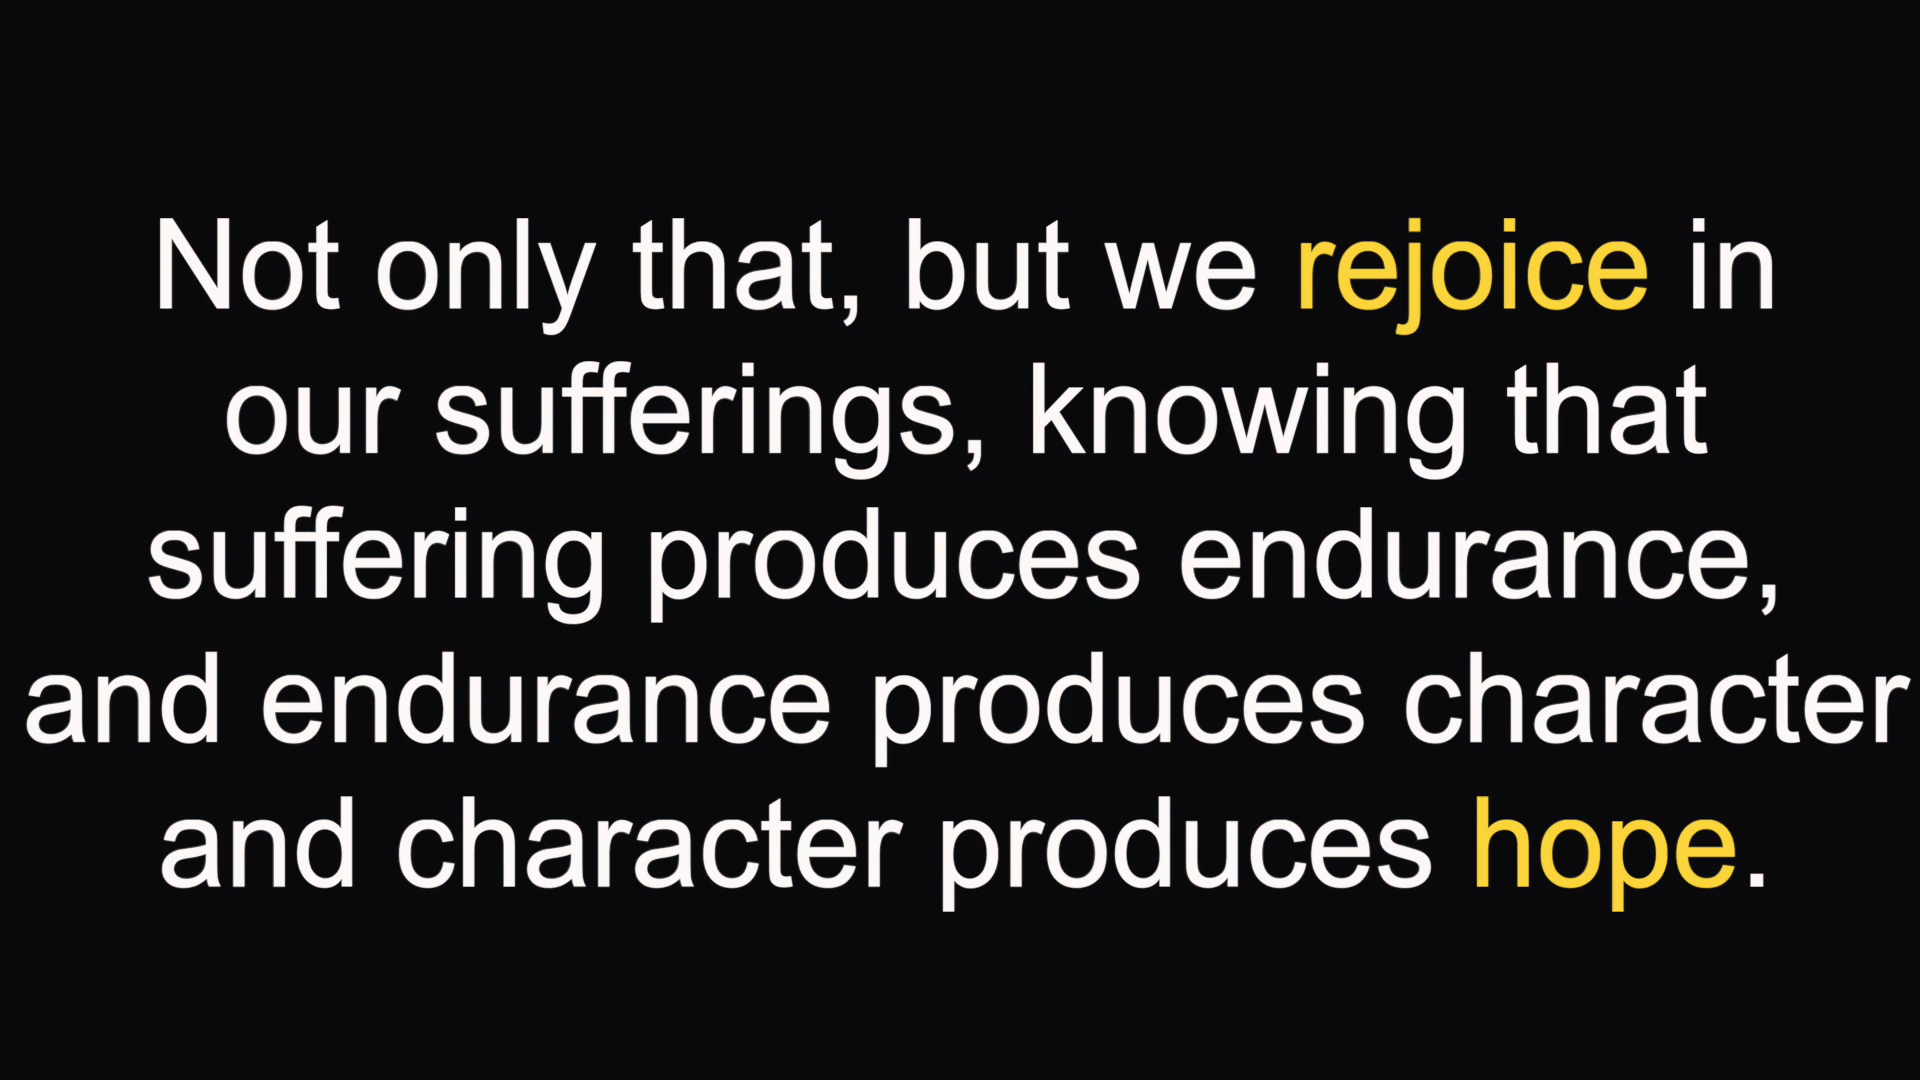 Not only that, but we rejoice in
our sufferings, knowing that
suffering produces endurance,
and endurance produces character
and character produces hope.